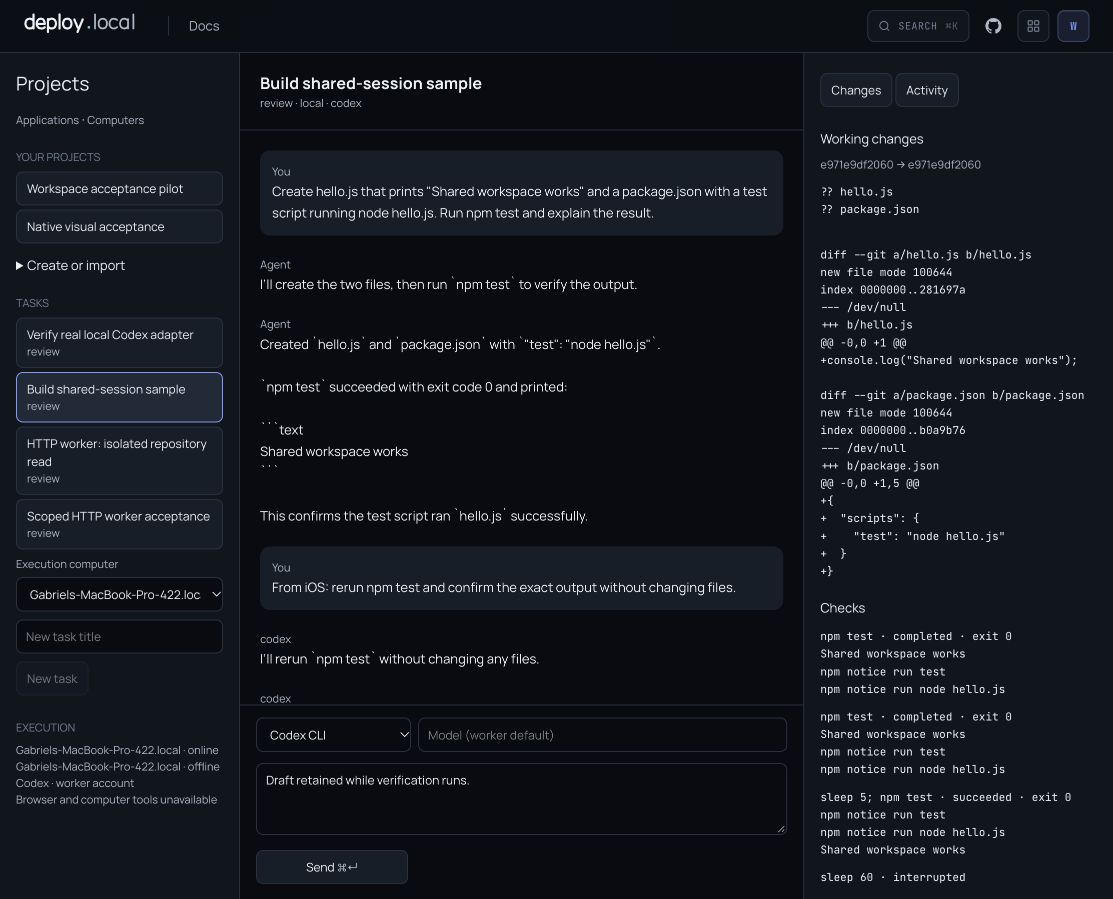 deploy.local
Docs
SEARCH ⌘K
W
Projects
Applications · Computers
YOUR PROJECTS
Workspace acceptance pilot
Native visual acceptance
Create or import
TASKS
Verify real local Codex adapter
review
Build shared-session sample
review
HTTP worker: isolated repository
read
review
Scoped HTTP worker acceptance
review
Execution computer
Gabriels-MacBook-Pro-422.loc
New task title
New task
EXECUTION
Gabriels-MacBook-Pro-422.local · online
Gabriels-MacBook-Pro-422.local · offline
Codex · worker account
Browser and computer tools unavailable
Build shared-session sample
review · local · codex
You
Create hello.js that prints "Shared workspace works" and a package.json with a test
script running node hello.js. Run npm test and explain the result.
Agent
I'll create the two files, then run `npm test` to verify the output.
Agent
Created `hello.js` and `package.json` with `"test": "node hello.js"`.
`npm test` succeeded with exit code 0 and printed:
```text
Shared workspace works
```
This confirms the test script ran `hello.js` successfully.
You
From iOS: rerun npm test and confirm the exact output without changing files.
codex
I'll rerun `npm test` without changing any files.
codex
Codex CLI
Model (worker default)
Draft retained while verification runs.
Send ⌘↵
Changes
Activity
Working changes
e971e9df2060 → e971e9df2060
?? hello.js
?? package.json
diff --git a/hello.js b/hello.js
new file mode 100644
index 0000000..281697a
--- /dev/null
+++ b/hello.js
@@ -0,0 +1 @@
+console.log("Shared workspace works");
diff --git a/package.json b/package.json
new file mode 100644
index 0000000..b0a9b76
--- /dev/null
+++ b/package.json
@@ -0,0 +1,5 @@
+{
+  "scripts": {
+    "test": "node hello.js"
+  }
+}
Checks
npm test · completed · exit 0
Shared workspace works
npm notice run test
npm notice run node hello.js
npm test · completed · exit 0
Shared workspace works
npm notice run test
npm notice run node hello.js
sleep 5; npm test · succeeded · exit 0
npm notice run test
npm notice run node hello.js
Shared workspace works
sleep 60 · interrupted